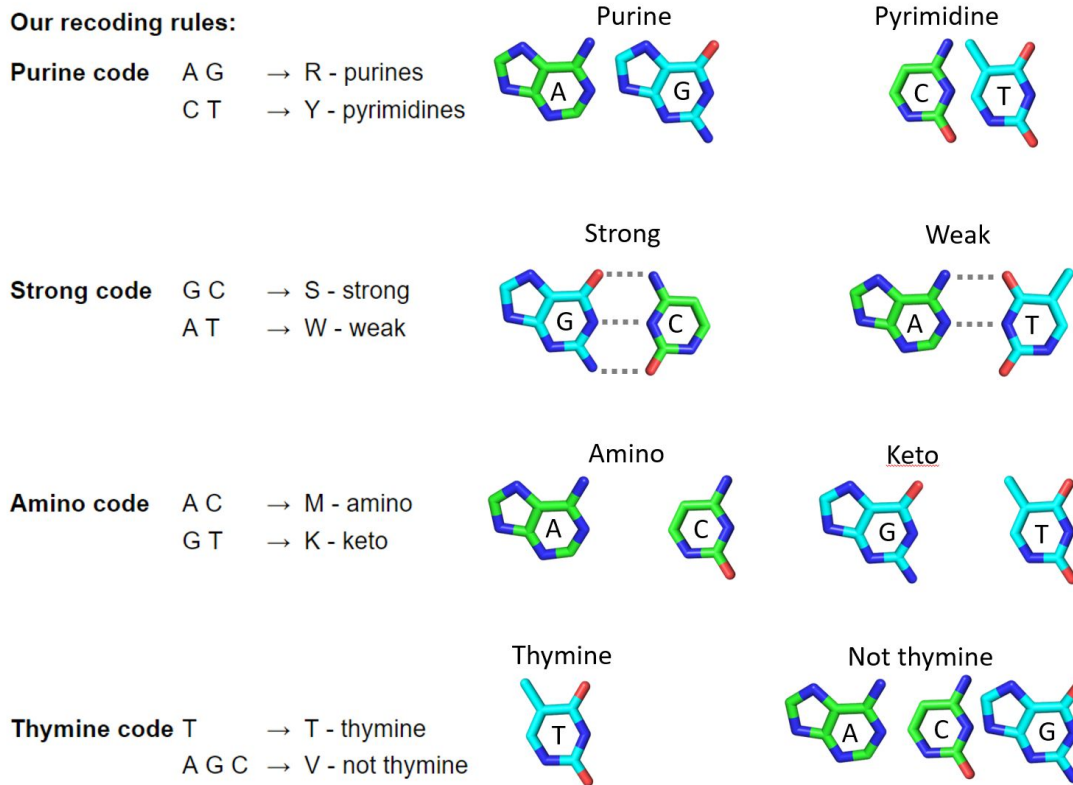 Our recoding rules:
Purine Pyrimidine
Purine code A G → R - purines
C T → Y - pyrimidines
A G C T
Strong Weak
Strong code G C → S - strong
A T → W - weak
G C A T
Amino Keto
Amino code A C → M - amino
G T → K - keto
A C G T
Thymine Not thymine
Thymine code T → T - thymine
A G C → V - not thymine
T A C G